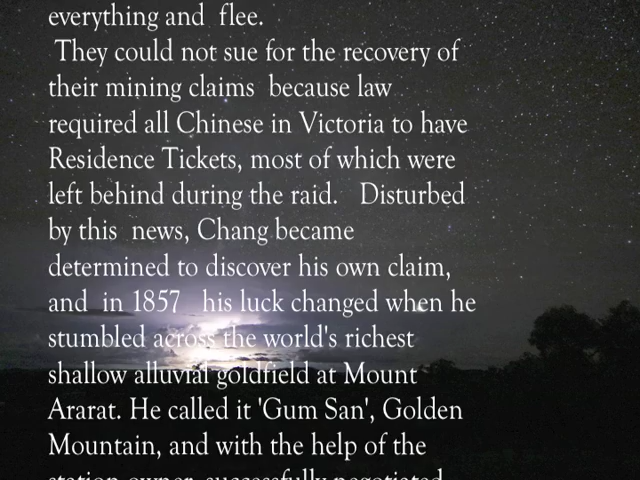 everything and  flee.
They could not sue for the recovery of
their mining claims  because law
required all Chinese in Victoria to have
Residence Tickets, most of which were
left behind during the raid.   Disturbed
by this  news, Chang became
determined to discover his own claim,
and  in 1857   his luck changed when he
stumbled across the world's richest
shallow alluvial goldfield at Mount
Ararat. He called it 'Gum San', Golden
Mountain, and with the help of the
station owner, successfully negotiated